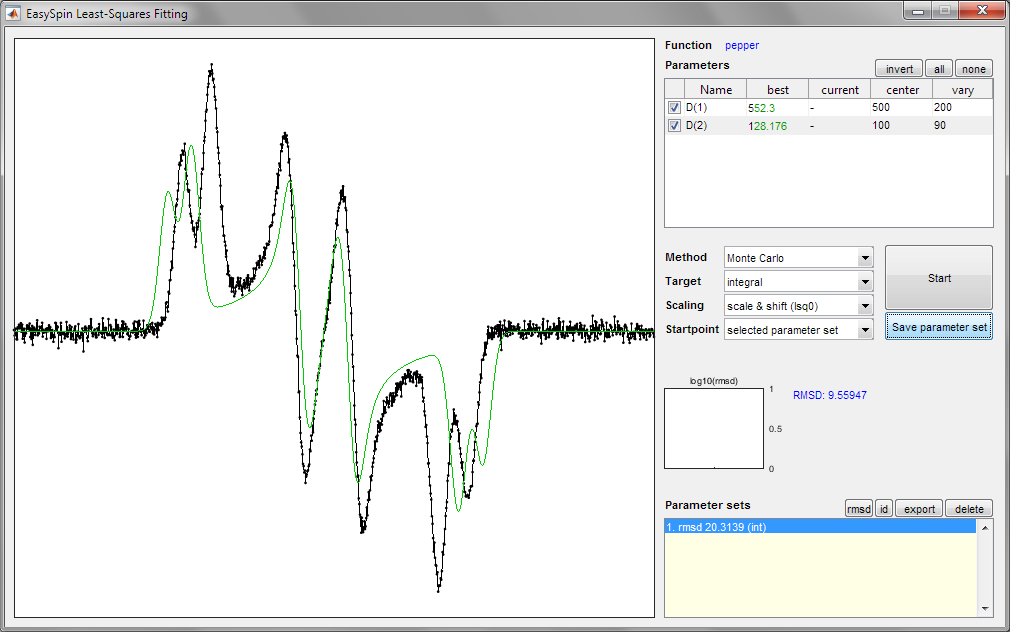 EasySpin Least-Squares Fitting
Function pepper
Parameters
invert all none
Name best current center vary
D(1) 552.3 - 500 200
D(2) 128.176 - 100 90
Method Monte Carlo
Target integral
Scaling scale & shift (lsq0)
Startpoint selected parameter set
Start
Save parameter set
log10(rmsd)
1
0.5
0
RMSD: 9.55947
Parameter sets rmsd id export delete
1. rmsd 20.3139 (int)